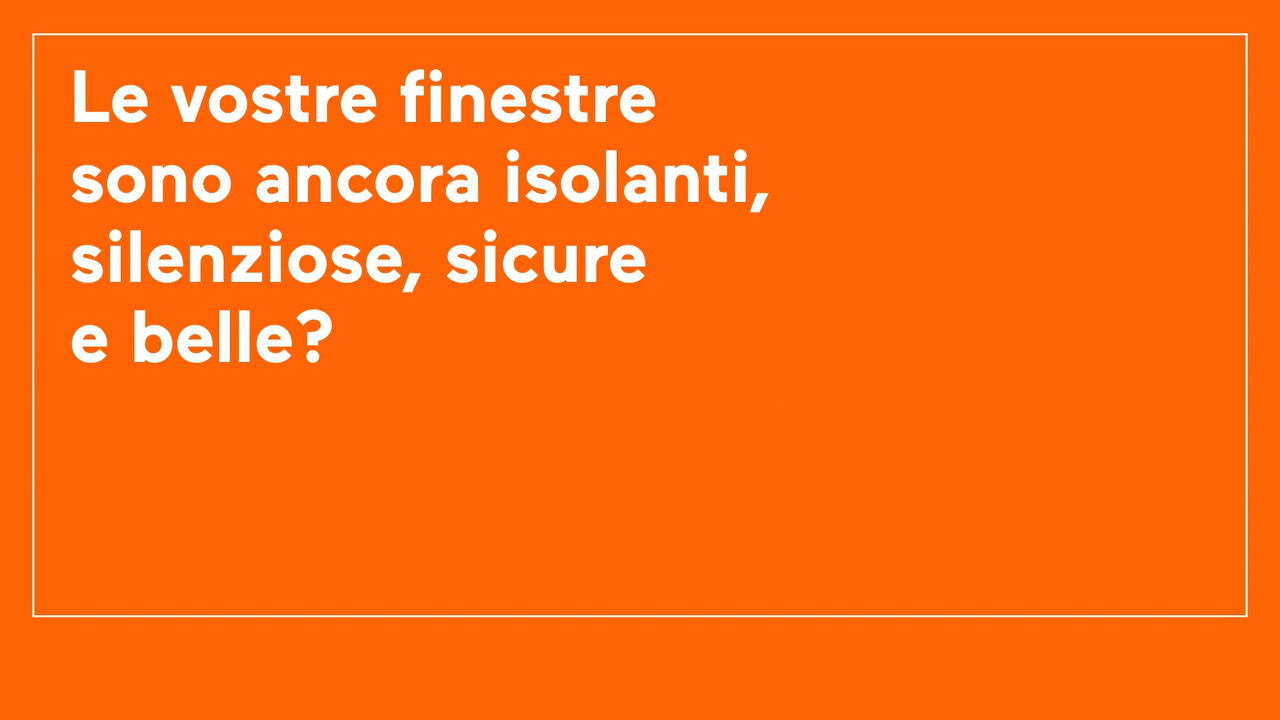 Le vostre finestre
sono ancora isolanti,
silenziose, sicure
e belle?